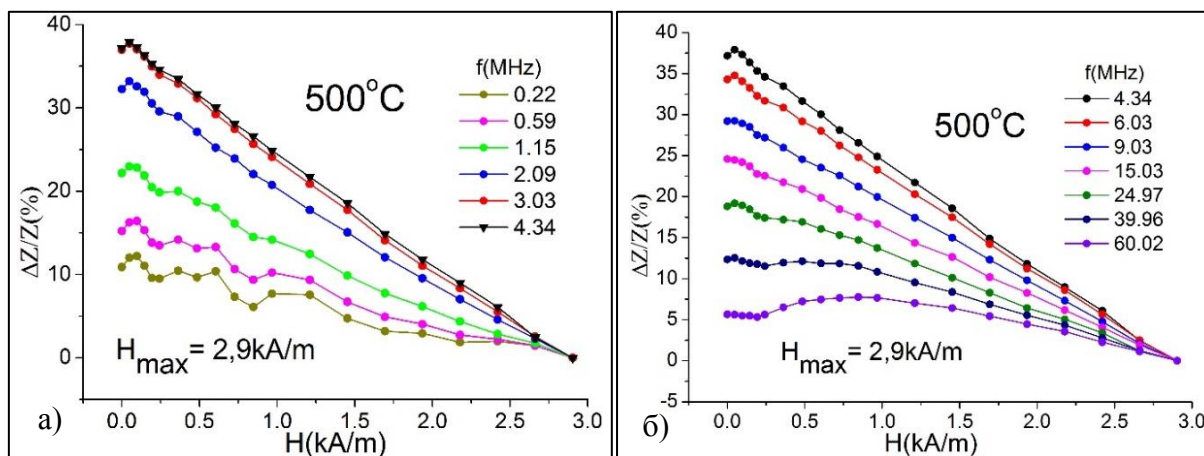 40
30
20
10
0
ΔZ/Z(%)
500°C
f(MHz)
0.22
0.59
1.15
2.09
3.03
4.34
H_max = 2,9kA/m
0.0 0.5 1.0 1.5 2.0 2.5 3.0
H(kA/m)
а)
40
35
30
25
20
15
10
5
0
-5
ΔZ/Z(%)
500°C
f(MHz)
4.34
6.03
9.03
15.03
24.97
39.96
60.02
H_max = 2,9kA/m
0.0 0.5 1.0 1.5 2.0 2.5 3.0
H(kA/m)
б)